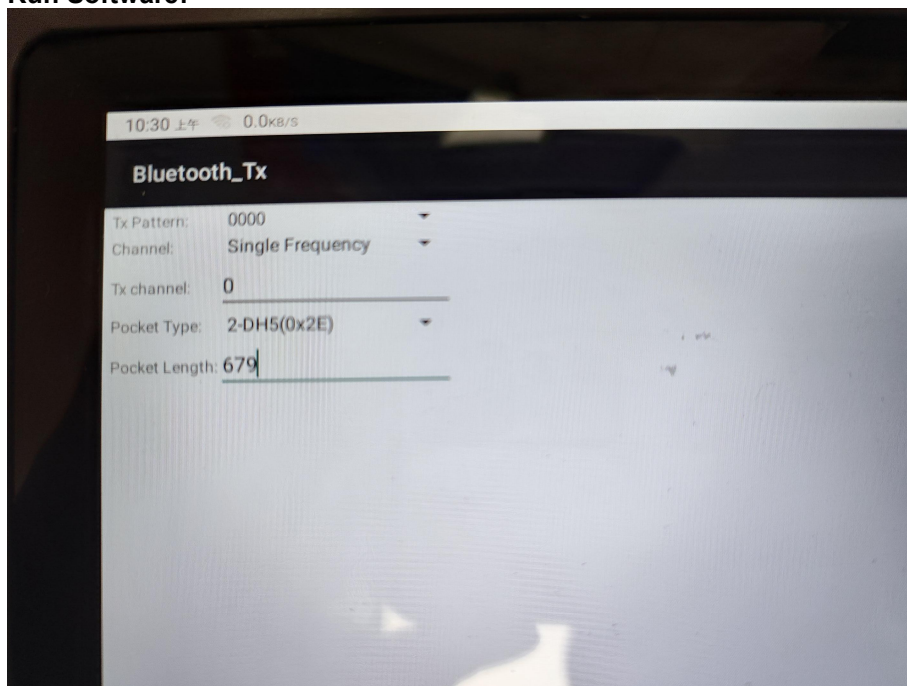 Run Software:
10:30 上午 0.0KB/S
Bluetooth_Tx
Tx Pattern: 0000
Channel: Single Frequency
Tx channel: 0
Pocket Type: 2-DH5(0x2E)
Pocket Length: 679